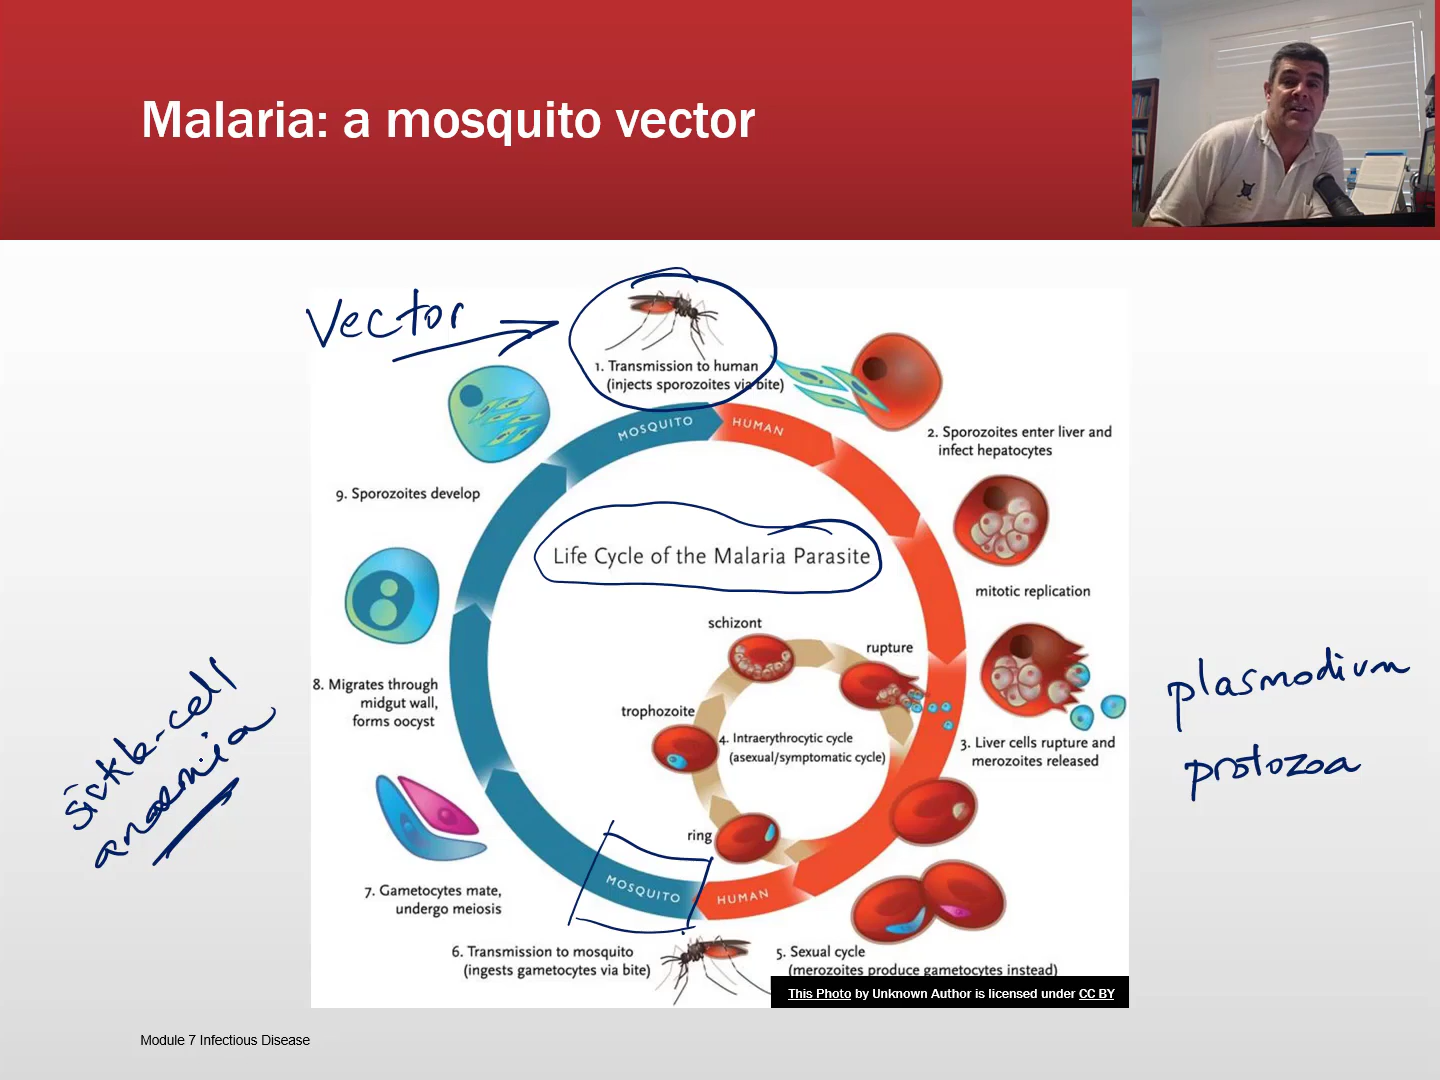 Malaria: a mosquito vector
Vector
1. Transmission to human
(injects sporozoites via bite)
MOSQUITO
HUMAN
2. Sporozoites enter liver and
infect hepatocytes
9. Sporozoites develop
Life Cycle of the Malaria Parasite
mitotic replication
schizont
rupture
8. Migrates through
midgut wall,
forms oocyst
trophozoite
4. Intraerythrocytic cycle
(asexual/symptomatic cycle)
3. Liver cells rupture and
merozoites released
plasmodium
protozoa
sickle-cell
anaemia
ring
7. Gametocytes mate,
undergo meiosis
MOSQUITO
HUMAN
6. Transmission to mosquito
(ingests gametocytes via bite)
5. Sexual cycle
(merozoites produce gametocytes instead)
This Photo by Unknown Author is licensed under CC BY
Module 7 Infectious Disease